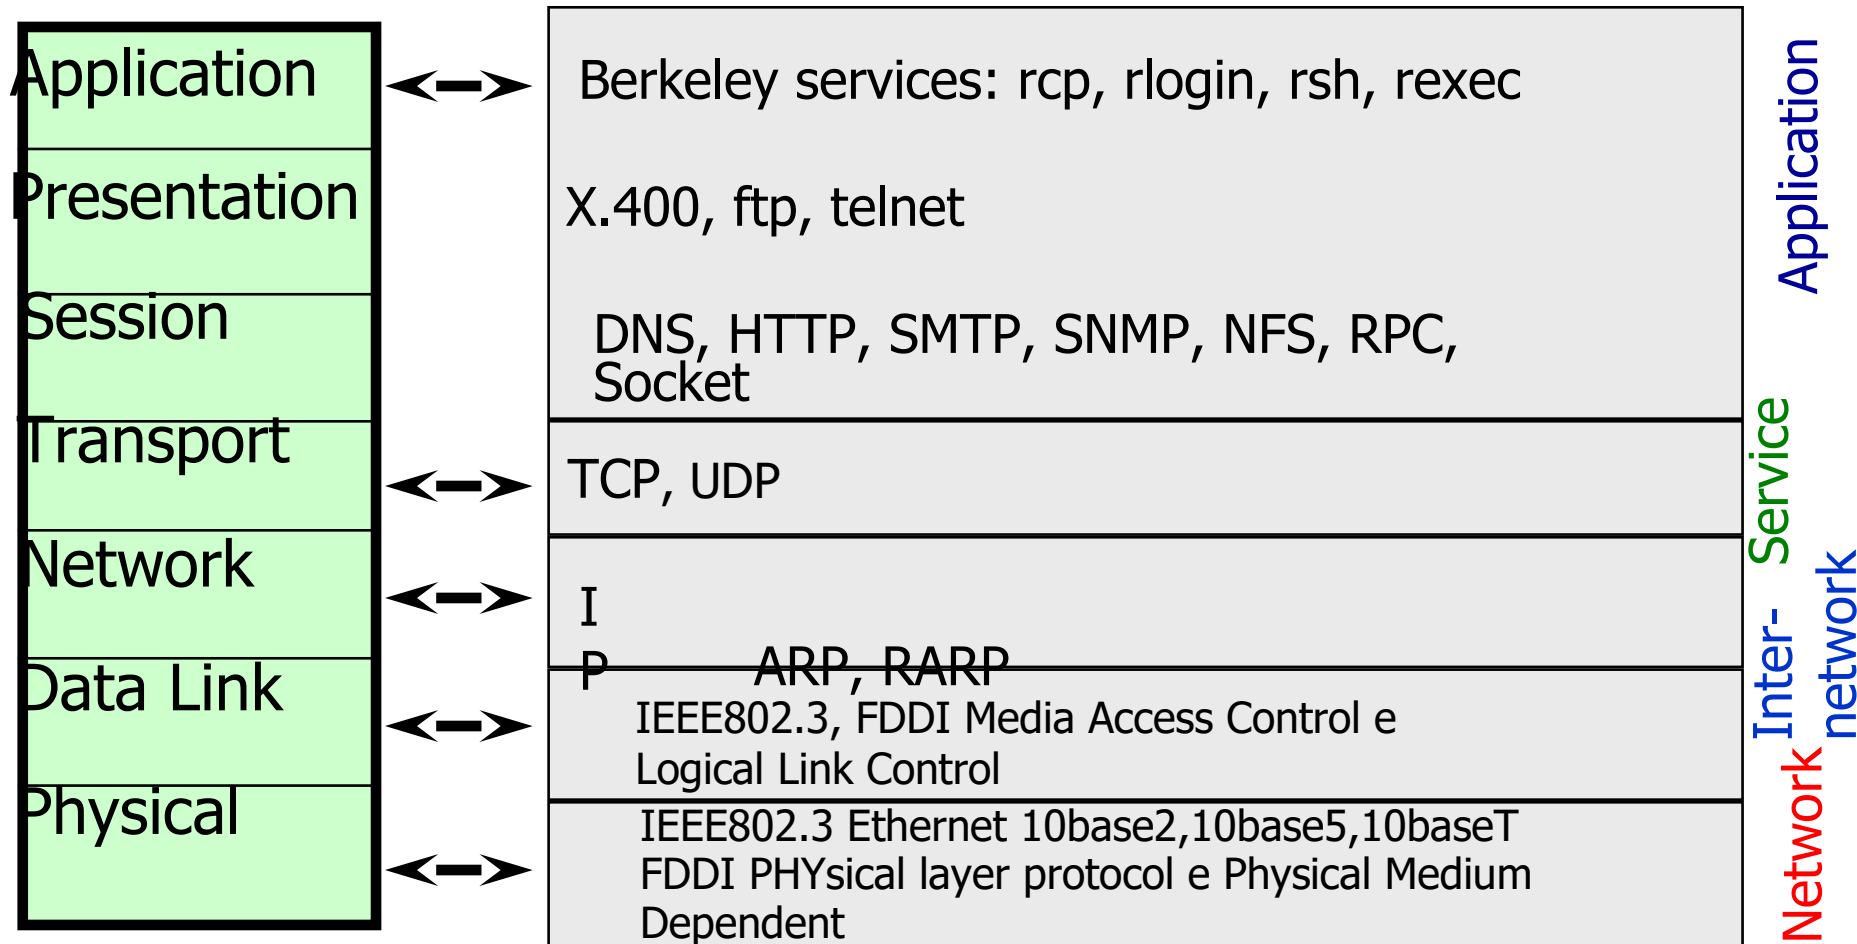 Application
Presentation
Session
Transport
Network
Data Link
Physical
Berkeley services: rcp, rlogin, rsh, rexec
X.400, ftp, telnet
DNS, HTTP, SMTP, SNMP, NFS, RPC,
Socket
TCP, UDP
I
P ARP, RARP
IEEE802.3, FDDI Media Access Control e
Logical Link Control
IEEE802.3 Ethernet 10base2,10base5,10baseT
FDDI PHYsical layer protocol e Physical Medium
Dependent
Application
Service
Inter-
network
Network